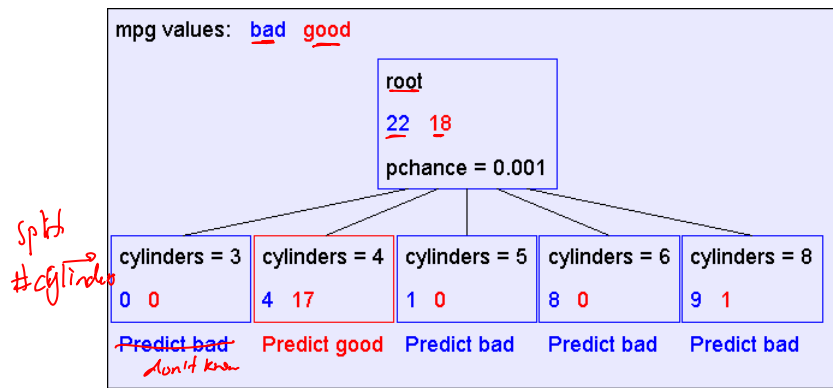 mpg values: bad good
root
22 18
pchance = 0.001
split
#cylinders
cylinders = 3 cylinders = 4 cylinders = 5 cylinders = 6 cylinders = 8
0 0 4 17 1 0 8 0 9 1
Predict bad Predict good Predict bad Predict bad Predict bad
don't know